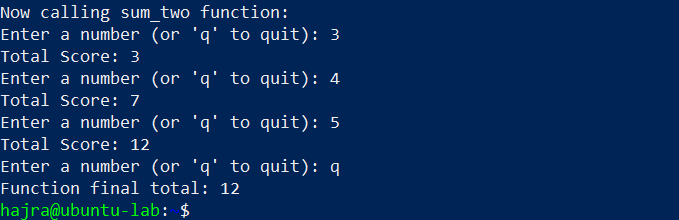 Now calling sum_two function:
Enter a number (or 'q' to quit): 3
Total Score: 3
Enter a number (or 'q' to quit): 4
Total Score: 7
Enter a number (or 'q' to quit): 5
Total Score: 12
Enter a number (or 'q' to quit): q
Function final total: 12
hajra@ubuntu-lab:~$